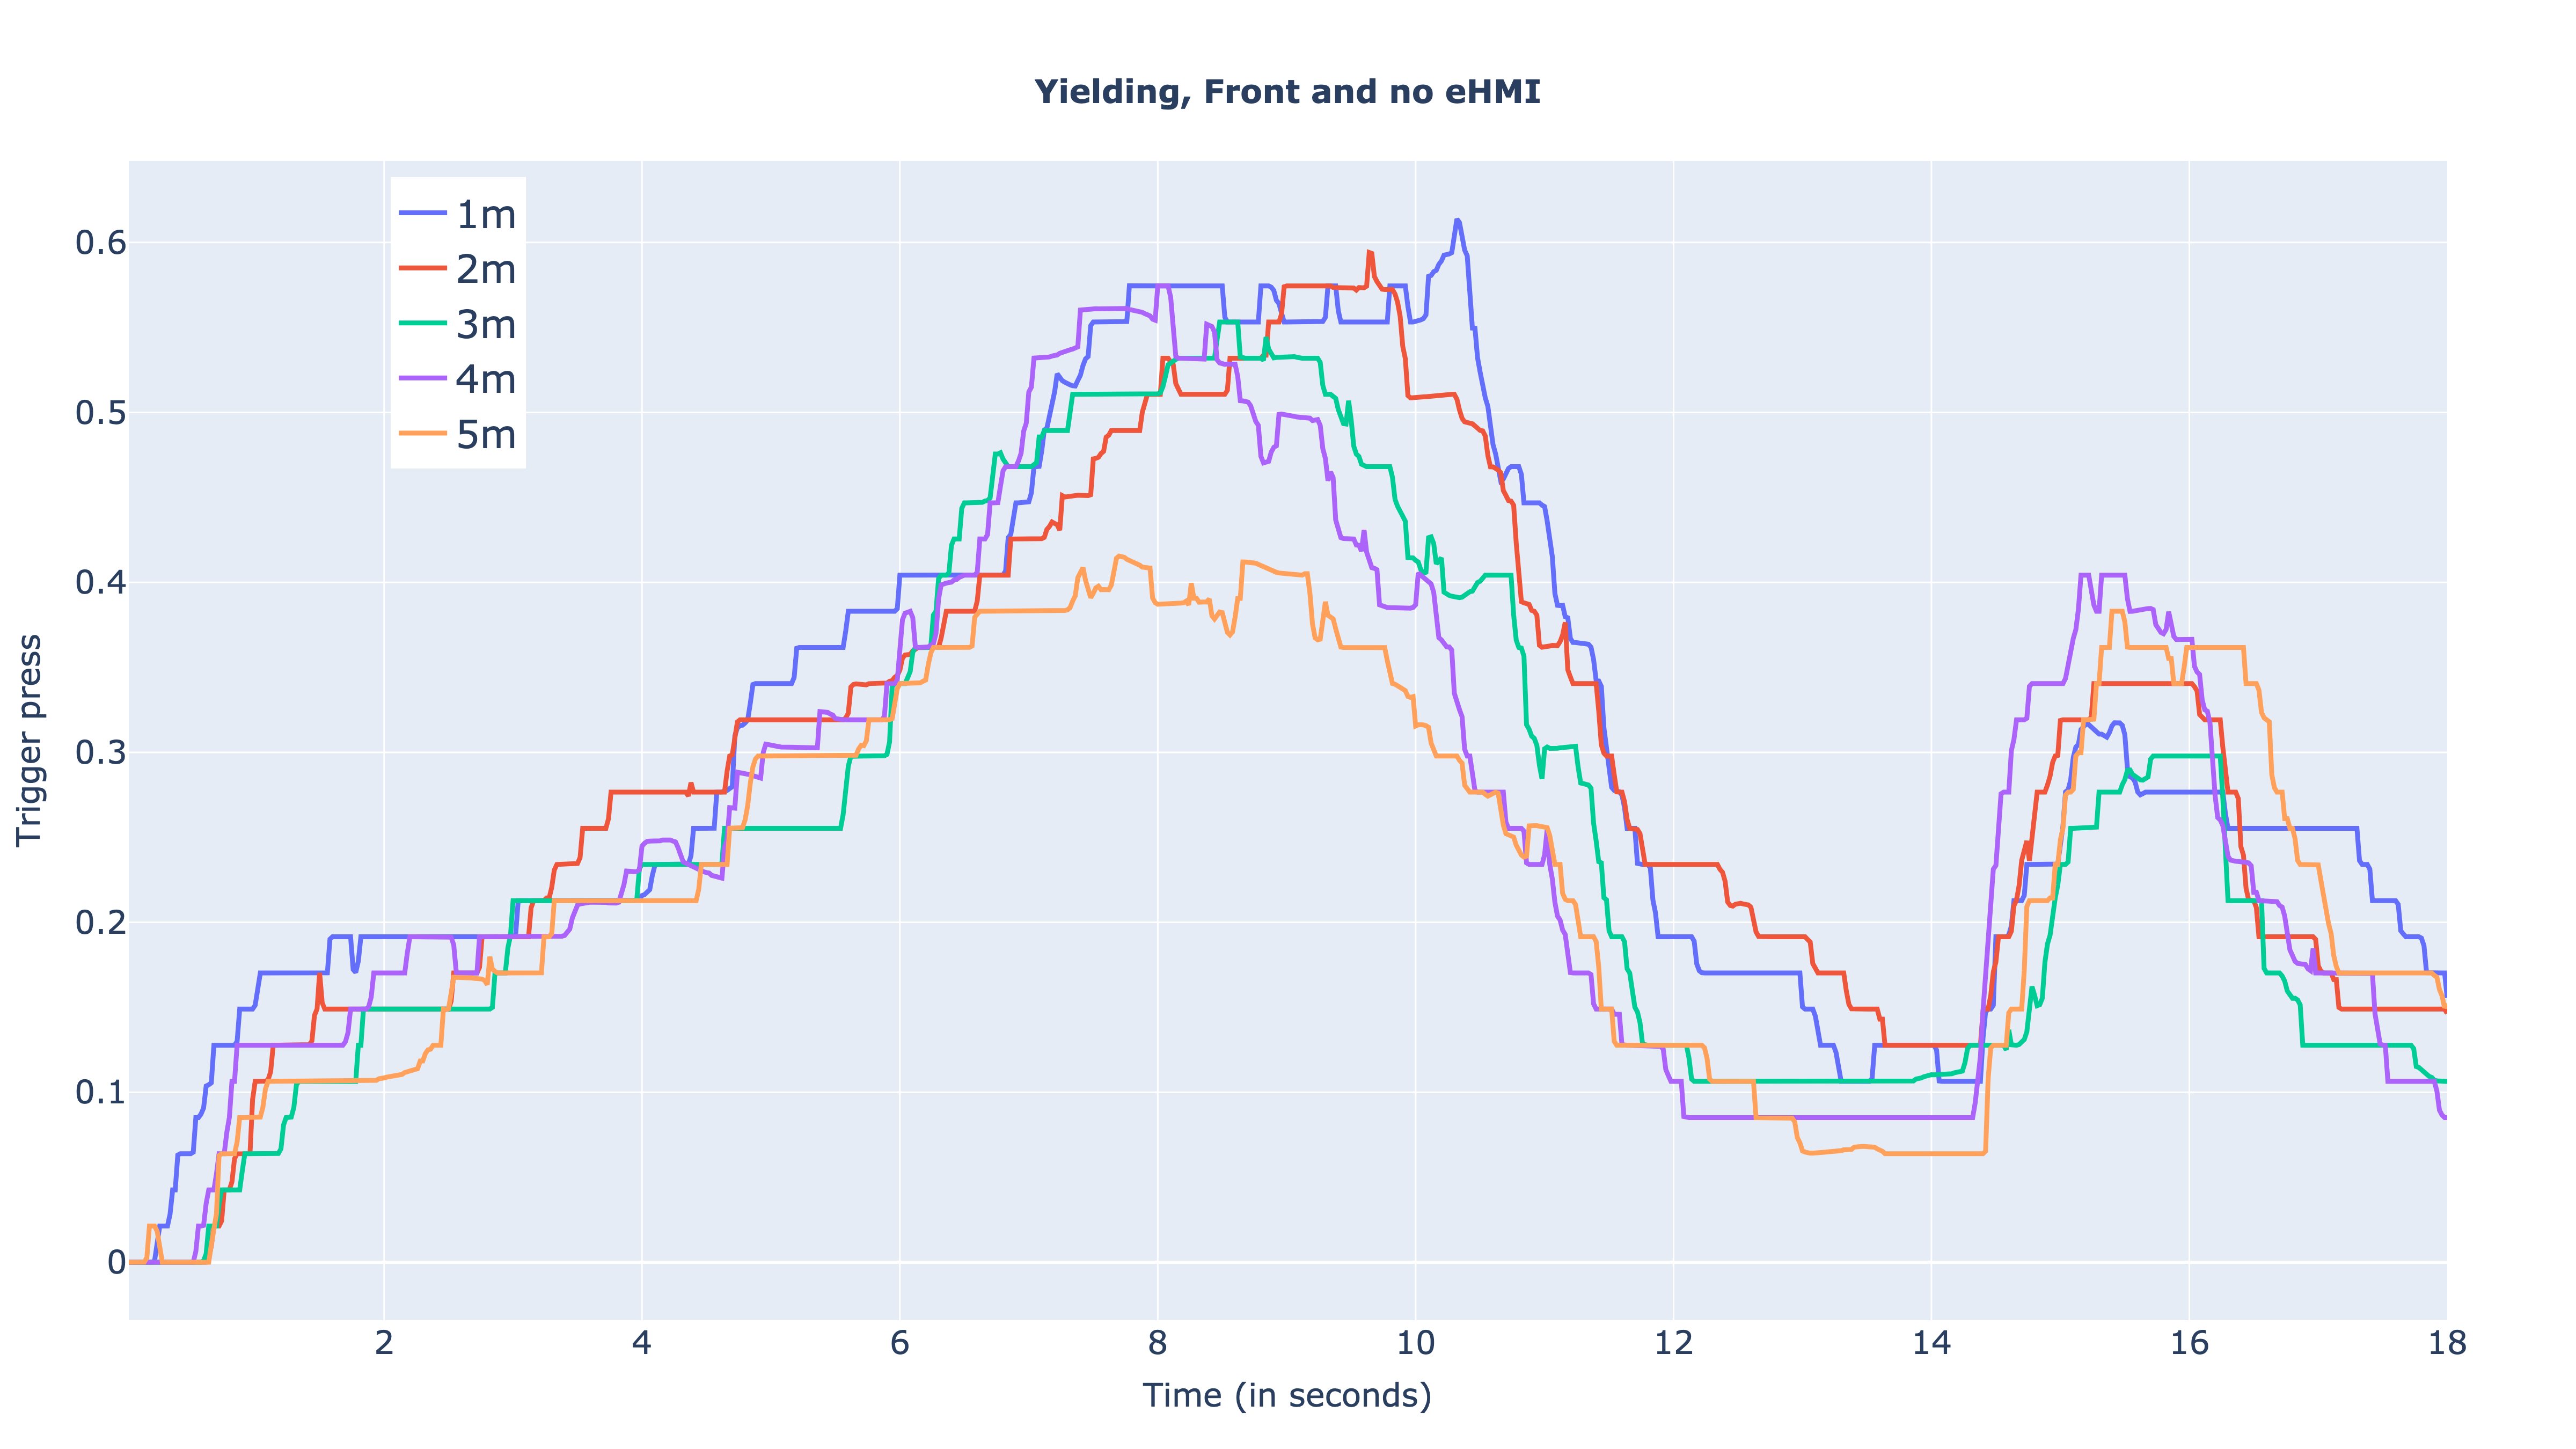 Yielding, Front and no eHMI
1m
2m
3m
4m
5m
Trigger press
0.6
0.5
0.4
0.3
0.2
0.1
0
2 4 6 8 10 12 14 16 18
Time (in seconds)